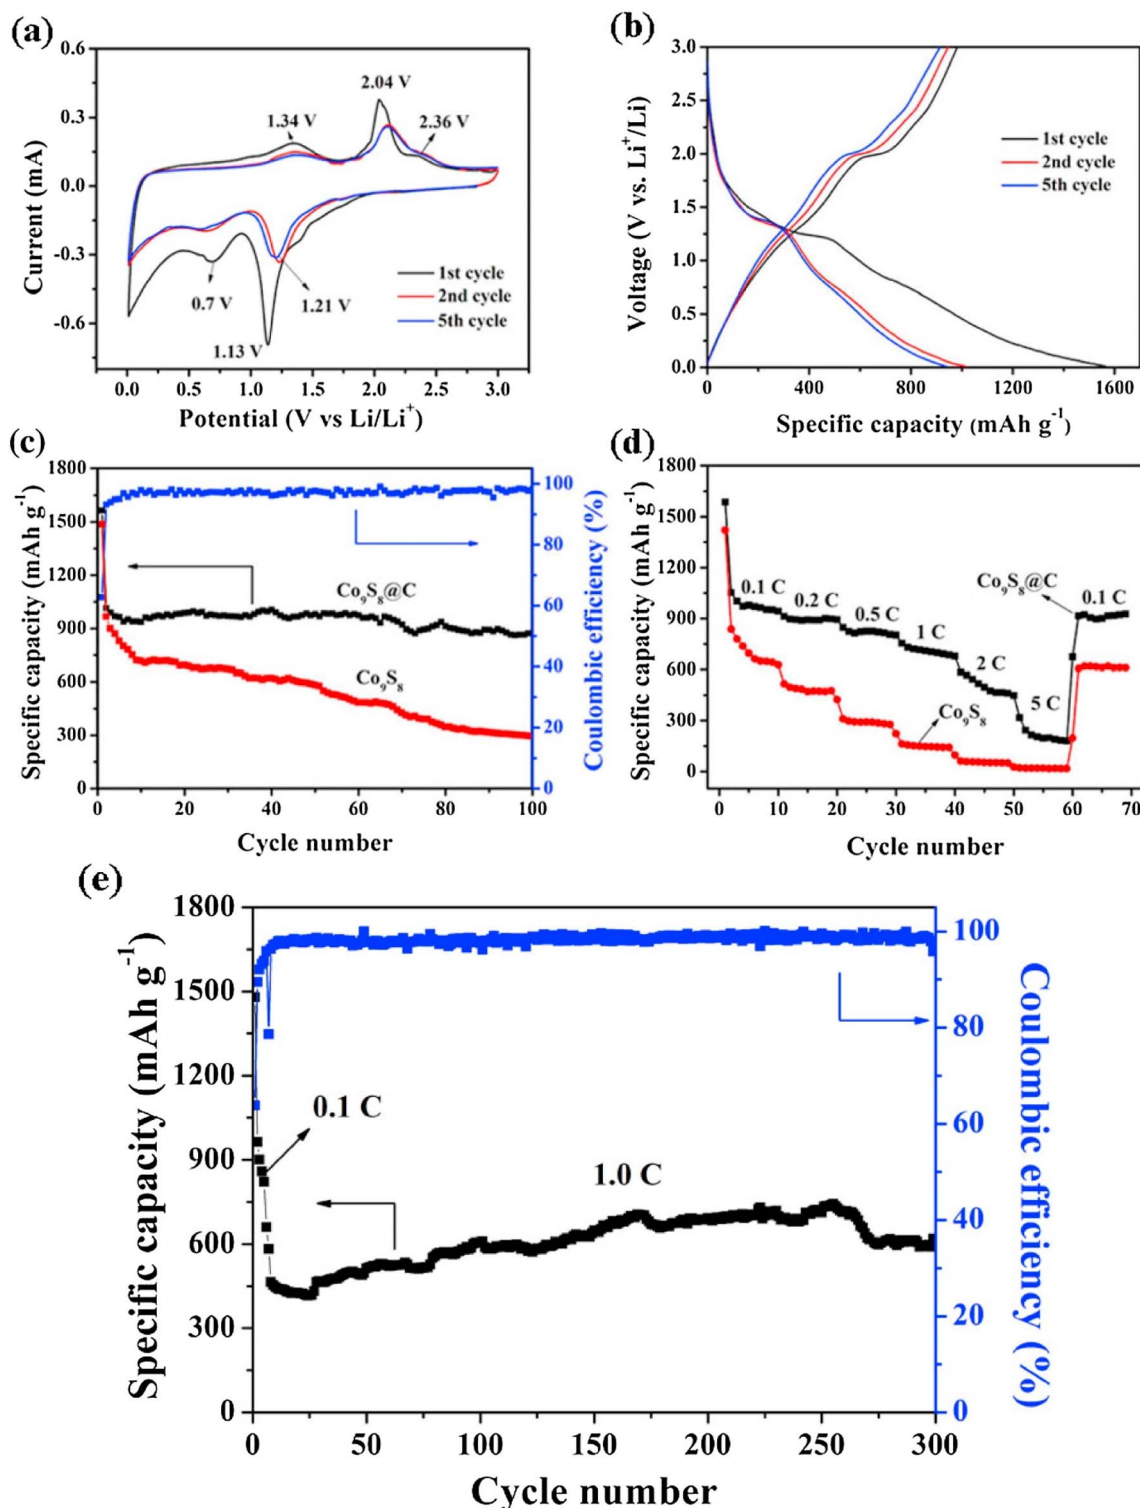 (a)
0.6
0.3
0.0
-0.3
-0.6
Current (mA)
1.34 V
2.04 V
2.36 V
0.7 V
1.13 V
1.21 V
1st cycle
2nd cycle
5th cycle
0.0 0.5 1.0 1.5 2.0 2.5 3.0
Potential (V vs Li/Li⁺)
(b)
3.0
2.5
2.0
1.5
1.0
0.5
0.0
Voltage (V vs. Li⁺/Li)
1st cycle
2nd cycle
5th cycle
0 400 800 1200 1600
Specific capacity (mAh g⁻¹)
(c)
1800
1500
1200
900
600
300
0
Specific capacity (mAh g⁻¹)
Co₉S₈@C
Co₉S₈
100
80
60
40
20
0
Coulombic efficiency (%)
0 20 40 60 80 100
Cycle number
(d)
1800
1500
1200
900
600
300
0
Specific capacity (mAh g⁻¹)
0.1 C
0.2 C
0.5 C
1 C
2 C
5 C
0.1 C
Co₉S₈@C
Co₉S₈
0 10 20 30 40 50 60 70
Cycle number
(e)
1800
1500
1200
900
600
300
0
Specific capacity (mAh g⁻¹)
0.1 C
1.0 C
100
80
60
40
20
0
Coulombic efficiency (%)
0 50 100 150 200 250 300
Cycle number